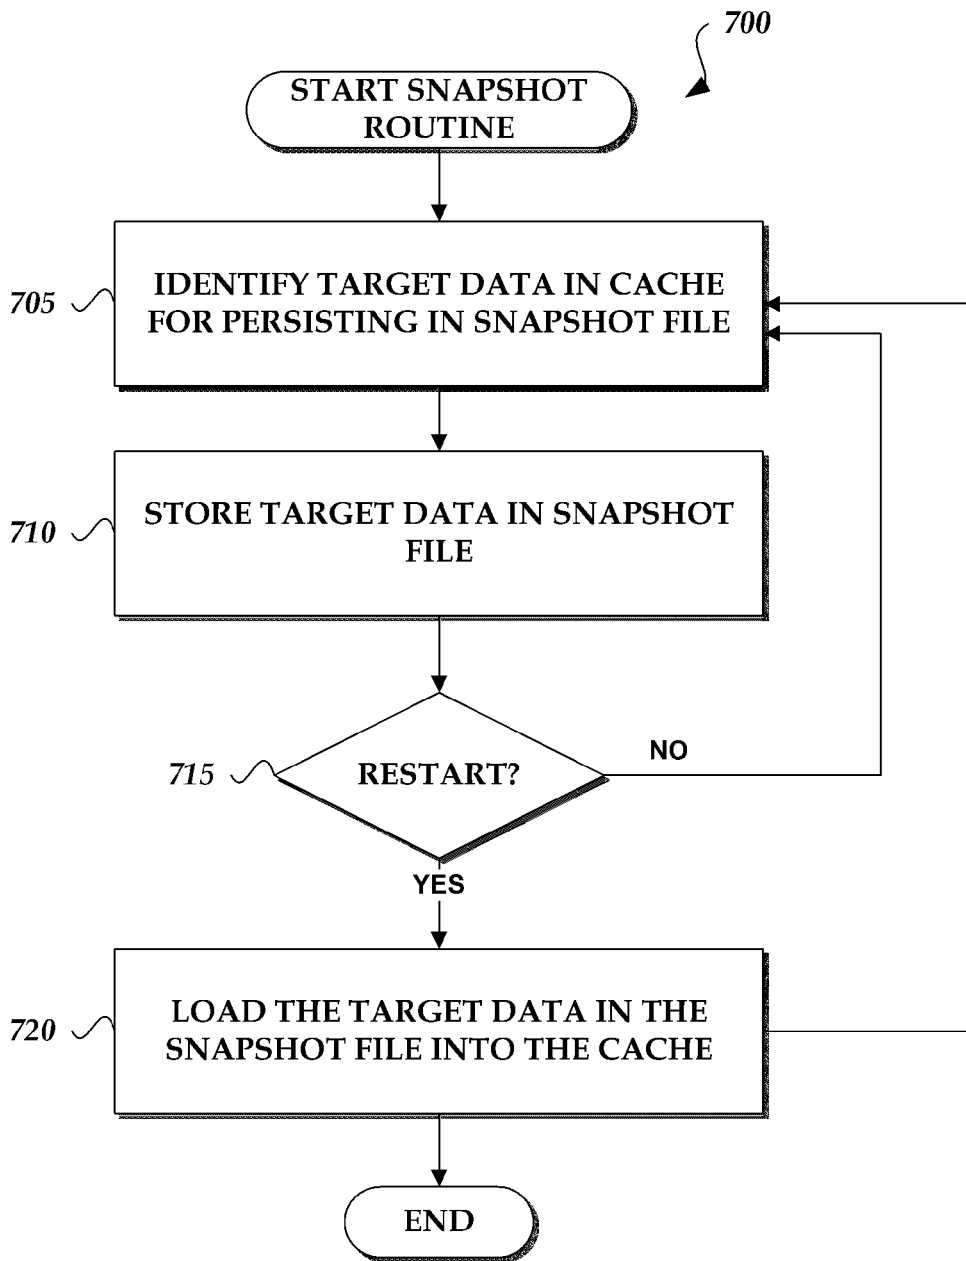 700
START SNAPSHOT
ROUTINE
705
IDENTIFY TARGET DATA IN CACHE
FOR PERSISTING IN SNAPSHOT FILE
710
STORE TARGET DATA IN SNAPSHOT
FILE
715
RESTART?
NO
YES
720
LOAD THE TARGET DATA IN THE
SNAPSHOT FILE INTO THE CACHE
END